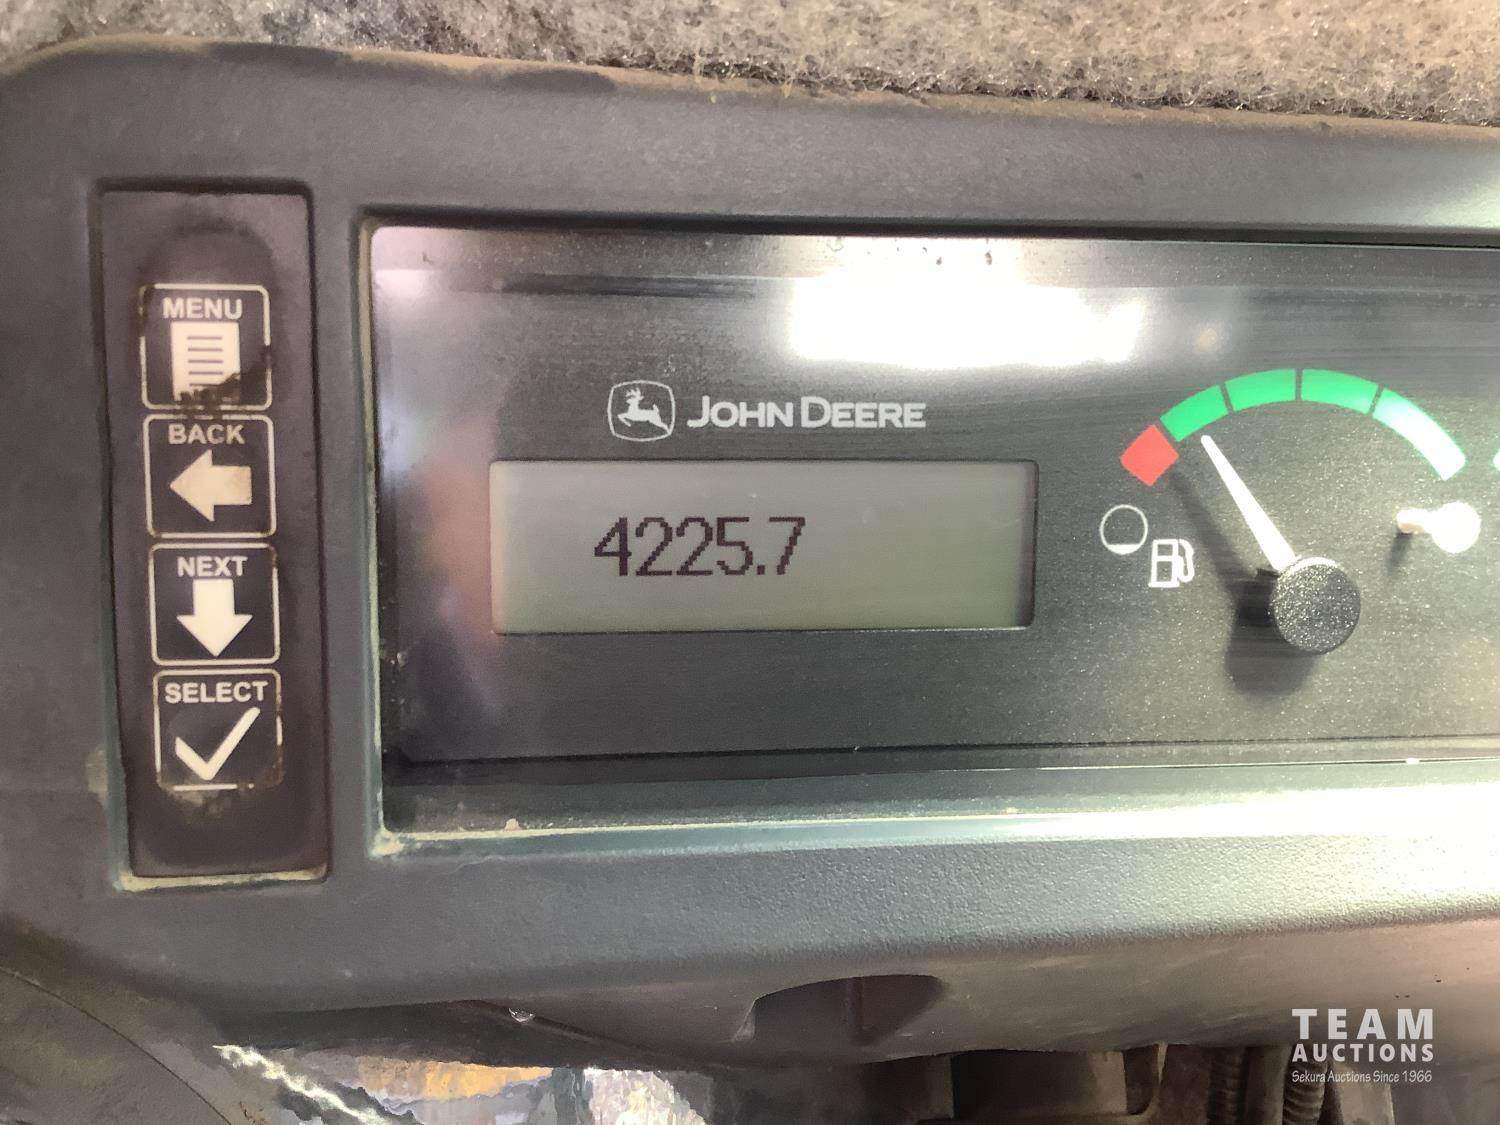 MENU
BACK
NEXT
SELECT
JOHN DEERE
4225.7
TEAM
AUCTIONS
Sekura Auctions Since 1966